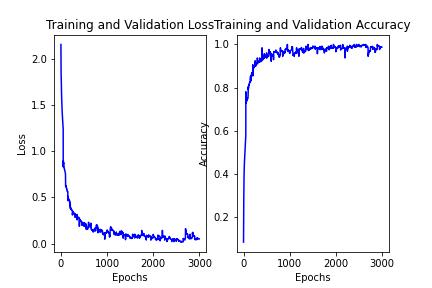 Training and Validation Loss
2.0
1.5
1.0
0.5
0.0
Loss
0 1000 2000 3000
Epochs
Training and Validation Accuracy
1.0
0.8
0.6
0.4
0.2
Accuracy
0 1000 2000 3000
Epochs